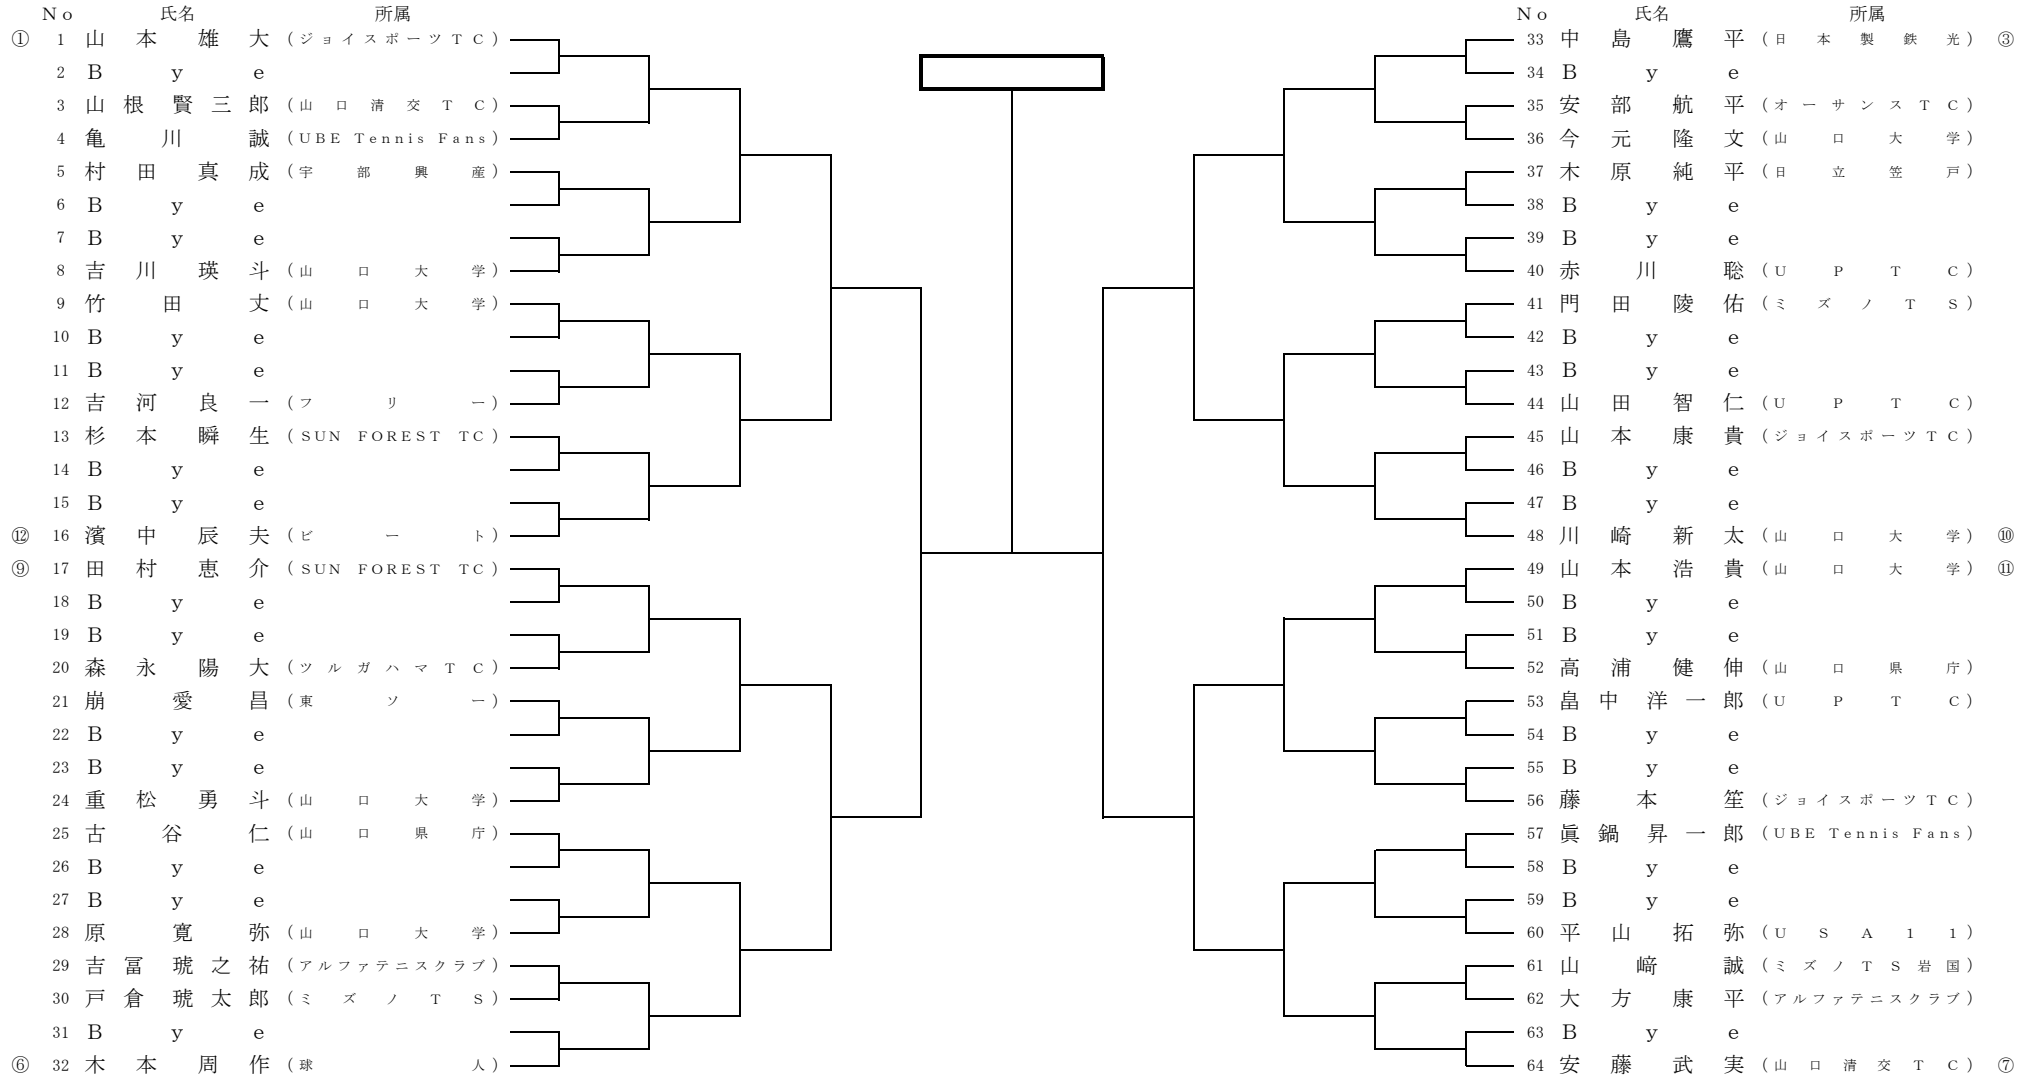 No 氏名 所属
① 1 山本雄大 (ジョイスポーツTC)
2 Bye
3 山根賢三郎 (山口清交TC)
4 亀川誠 (UBE Tennis Fans)
5 村田真成 (宇部興産)
6 Bye
7 Bye
8 吉川瑛斗 (山口大学)
9 竹田丈 (山口大学)
10 Bye
11 Bye
12 吉河良一 (フリー)
13 杉本瞬生 (SUN FOREST TC)
14 Bye
15 Bye
⑫ 16 濱中辰夫 (ビート)
⑨ 17 田村恵介 (SUN FOREST TC)
18 Bye
19 Bye
20 森永陽大 (ツルガハマTC)
21 崩愛昌 (東ソー)
22 Bye
23 Bye
24 重松勇斗 (山口大学)
25 古谷仁 (山口県庁)
26 Bye
27 Bye
28 原寛弥 (山口大学)
29 吉冨琥之祐 (アルファテニスクラブ)
30 戸倉琥太郎 (ミズノTS)
31 Bye
⑥ 32 木本周作 (球人)
No 氏名 所属
33 中島鷹平 (日本製鉄光) ③
34 Bye
35 安部航平 (オーサンスTC)
36 今元隆文 (山口大学)
37 木原純平 (日立笠戸)
38 Bye
39 Bye
40 赤川聡 (UPTC)
41 門田陵佑 (ミズノTS)
42 Bye
43 Bye
44 山田智仁 (UPTC)
45 山本康貴 (ジョイスポーツTC)
46 Bye
47 Bye
48 川崎新太 (山口大学) ⑩
49 山本浩貴 (山口大学) ⑪
50 Bye
51 Bye
52 高浦健伸 (山口県庁)
53 畠中洋一郎 (UPTC)
54 Bye
55 Bye
56 藤本笙 (ジョイスポーツTC)
57 眞鍋昇一郎 (UBE Tennis Fans)
58 Bye
59 Bye
60 平山拓弥 (USA11)
61 山﨑誠 (ミズノTS岩国)
62 大方康平 (アルファテニスクラブ)
63 Bye
64 安藤武実 (山口清交TC) ⑦